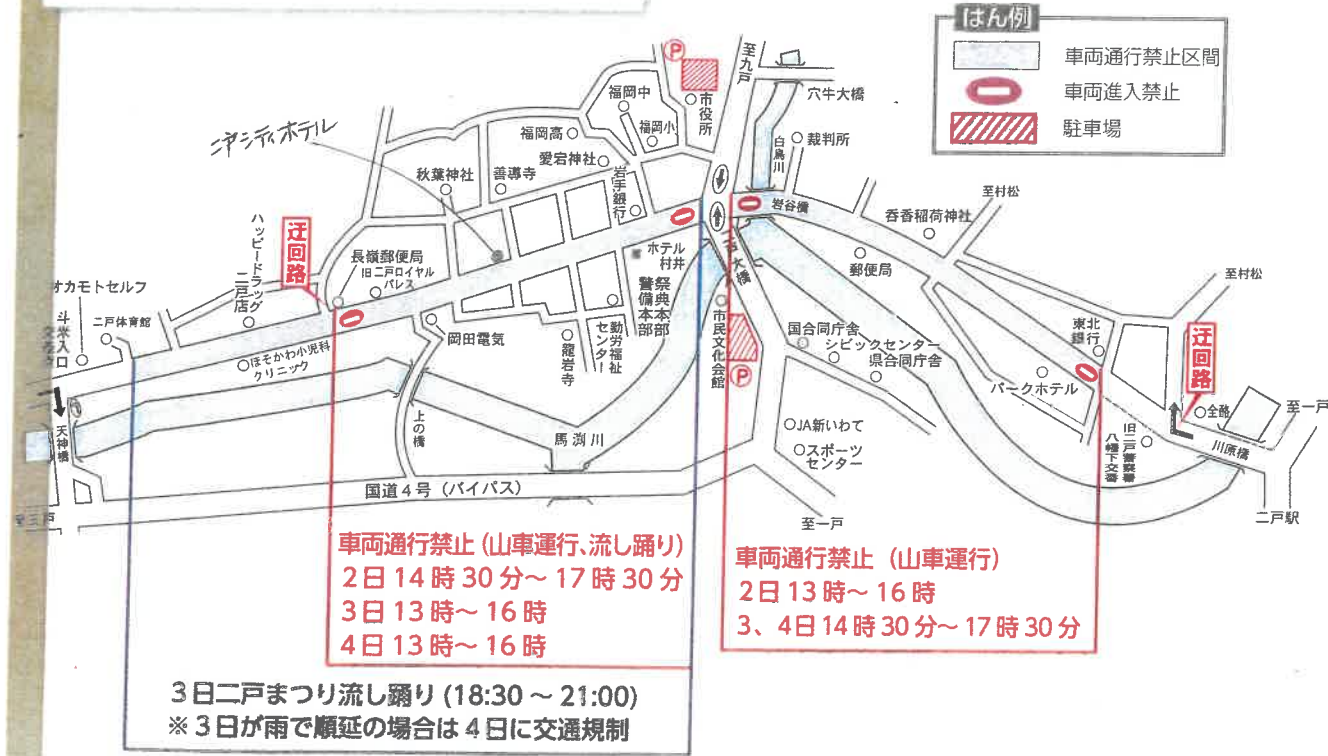 はん例
車両通行禁止区間
車両進入禁止
駐車場
P
至九戸
穴牛大橋
市役所
福岡中
福岡小
福岡高
愛宕神社
白鳥川
裁判所
シティホテル
秋葉神社
善導寺
岩手銀行
岩谷橋
呑香稲荷神社
至村松
ハッピードラッグ
二戸店
迂回路
長嶺郵便局
旧二戸ロイヤル
パレス
ホテル
村井
祭典本部
警備本部
二戸大橋
郵便局
至村松
オカモトセルフ
斗米入口
二戸体育館
ほそかわ小児科
クリニック
岡田電気
龍岩寺
勤労福祉
センター
市民文化会館
P
国合同庁舎
シビックセンター
県合同庁舎
東北
銀行
パークホテル
迂回路
全酪
至一戸
天神橋
上の橋
馬渕川
JA新いわて
スポーツ
センター
旧二戸警察署
八幡下交番
川原橋
国道4号（バイパス）
至三戸
至一戸
二戸駅
車両通行禁止(山車運行、流し踊り)
2日14時30分～17時30分
3日13時～16時
4日13時～16時
車両通行禁止（山車運行）
2日13時～16時
3、4日14時30分～17時30分
3日二戸まつり流し踊り(18:30～21:00)
※3日が雨で順延の場合は4日に交通規制